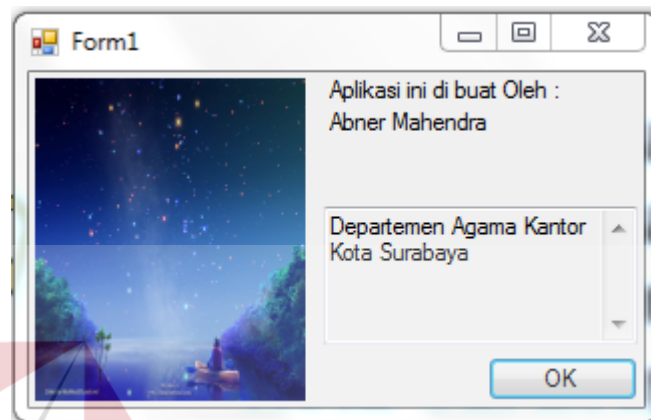 Form1
Aplikasi ini di buat Oleh :
Abner Mahendra
Departemen Agama Kantor
Kota Surabaya
OK